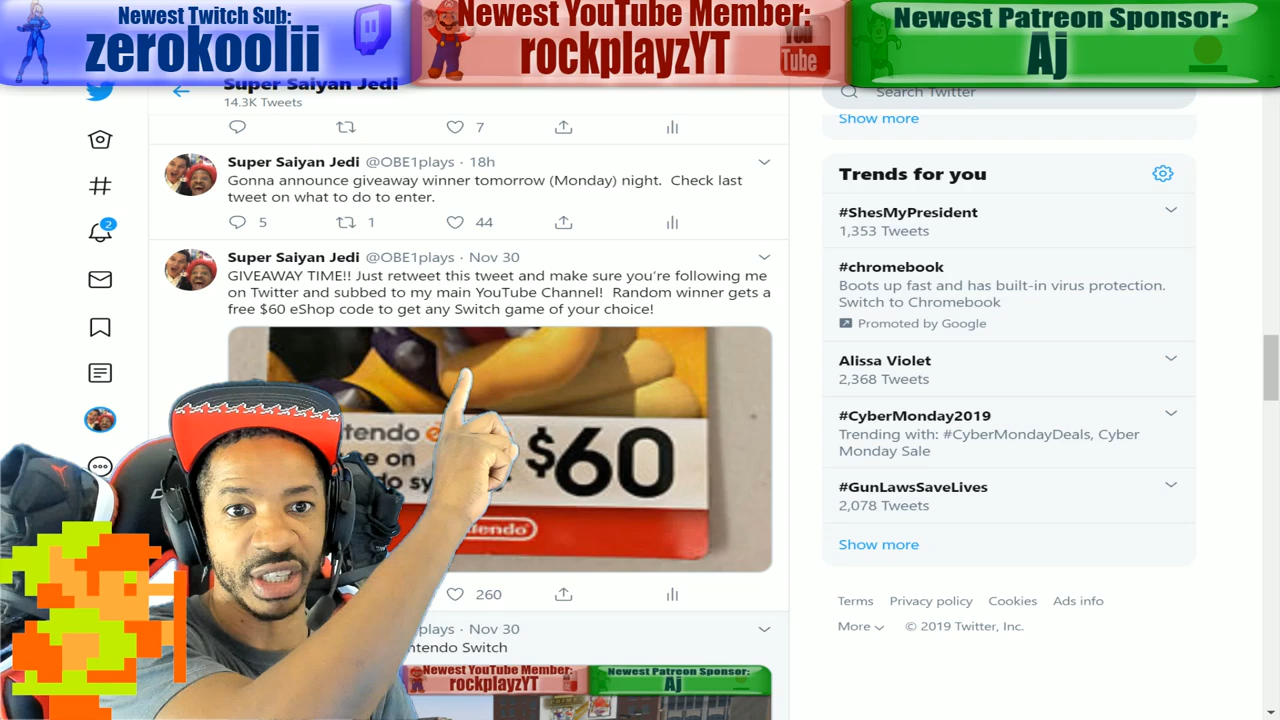 Newest Twitch Sub:
zerokoolii
Newest YouTube Member:
rockplayzYT
You
Tube
Newest Patreon Sponsor:
Aj
Super Saiyan Jedi
14.3K Tweets
7
Super Saiyan Jedi @OBE1plays · 18h
Gonna announce giveaway winner tomorrow (Monday) night. Check last
tweet on what to do to enter.
5 1 44
Super Saiyan Jedi @OBE1plays · Nov 30
GIVEAWAY TIME!! Just retweet this tweet and make sure you're following me
on Twitter and subbed to my main YouTube Channel! Random winner gets a
free $60 eShop code to get any Switch game of your choice!
$60
260
Nov 30
Switch
Newest YouTube Member:
rockplayzYT
Newest Patreon Sponsor:
Aj
2
Search Twitter
Show more
Trends for you
#ShesMyPresident
1,353 Tweets
#chromebook
Boots up fast and has built-in virus protection.
Switch to Chromebook
Promoted by Google
Alissa Violet
2,368 Tweets
#CyberMonday2019
Trending with: #CyberMondayDeals, Cyber
Monday Sale
#GunLawsSaveLives
2,078 Tweets
Show more
Terms Privacy policy Cookies Ads info
More © 2019 Twitter, Inc.